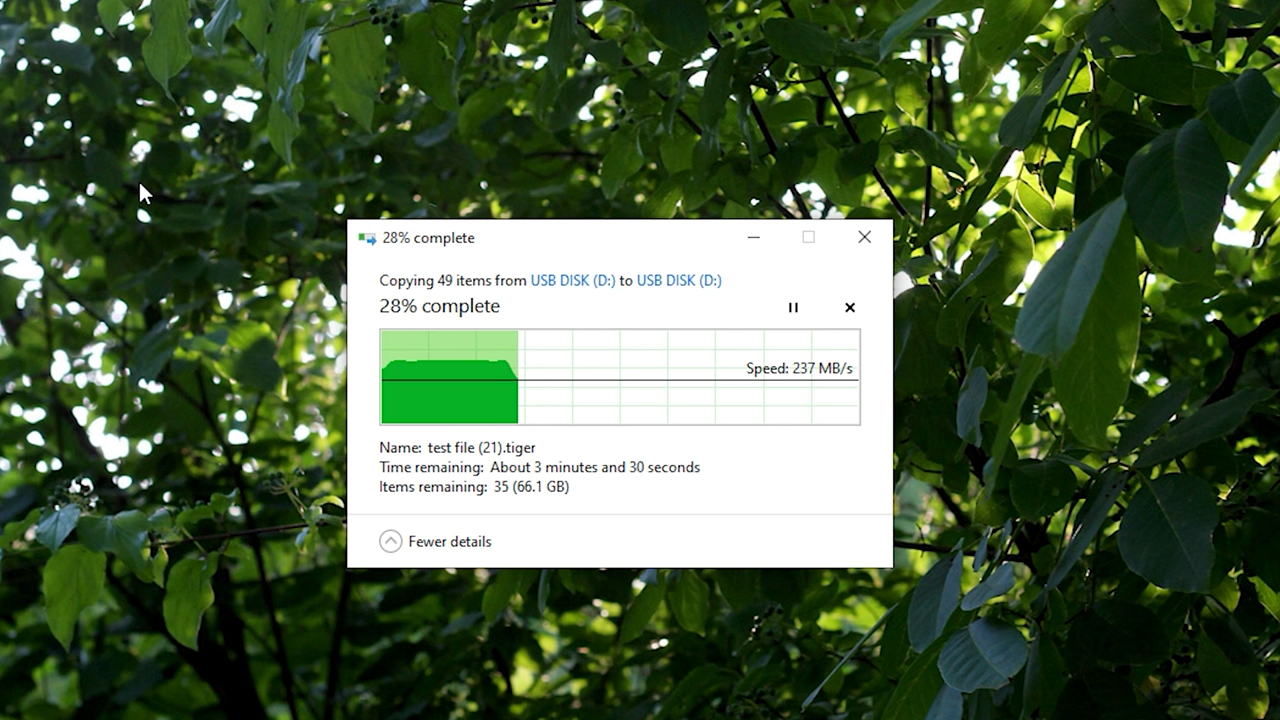 28% complete
Copying 49 items from USB DISK (D:) to USB DISK (D:)
28% complete
Speed: 237 MB/s
Name: test file (21).tiger
Time remaining: About 3 minutes and 30 seconds
Items remaining: 35 (66.1 GB)
Fewer details